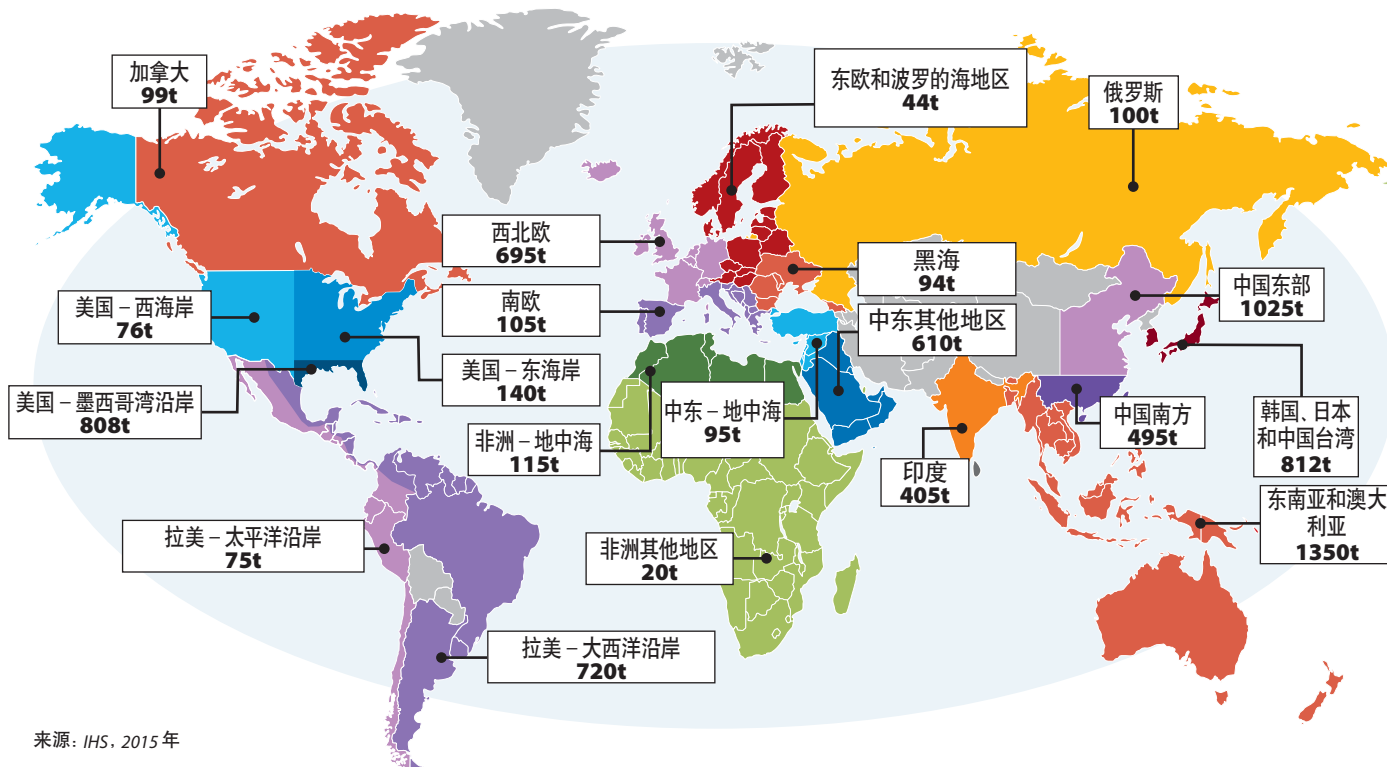 加拿大
99t
东欧和波罗的海地区
44t
俄罗斯
100t
西北欧
695t
黑海
94t
中国东部
1025t
美国 – 西海岸
76t
南欧
105t
中东其他地区
610t
美国 – 东海岸
140t
美国 – 墨西哥湾沿岸
808t
非洲 – 地中海
115t
中东 – 地中海
95t
印度
405t
中国南方
495t
韩国、日本
和中国台湾
812t
东南亚和澳大
利亚
1350t
拉美 – 太平洋沿岸
75t
非洲其他地区
20t
拉美 – 大西洋沿岸
720t
来源: IHS, 2015 年